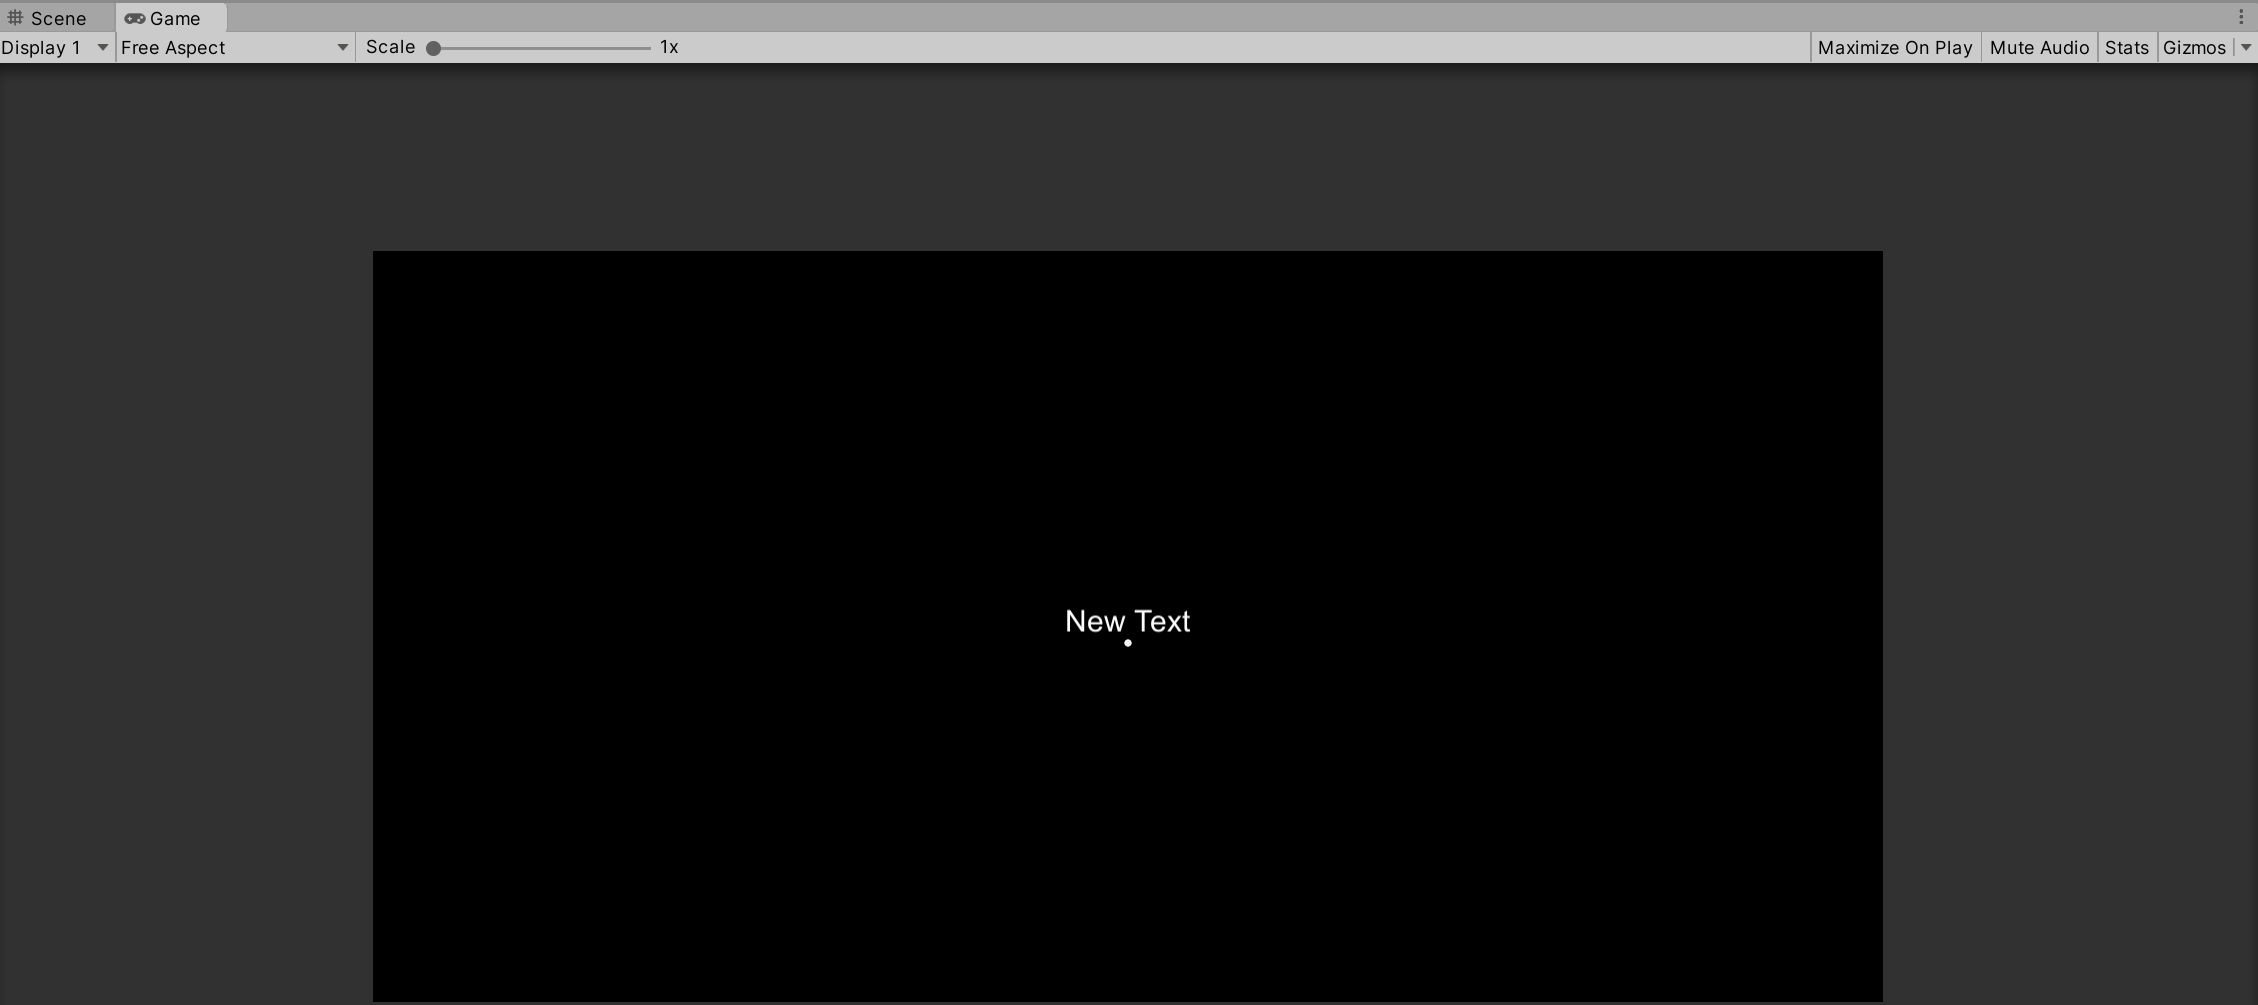 Scene Game
Display 1 Free Aspect Scale 1x Maximize On Play Mute Audio Stats Gizmos
New Text